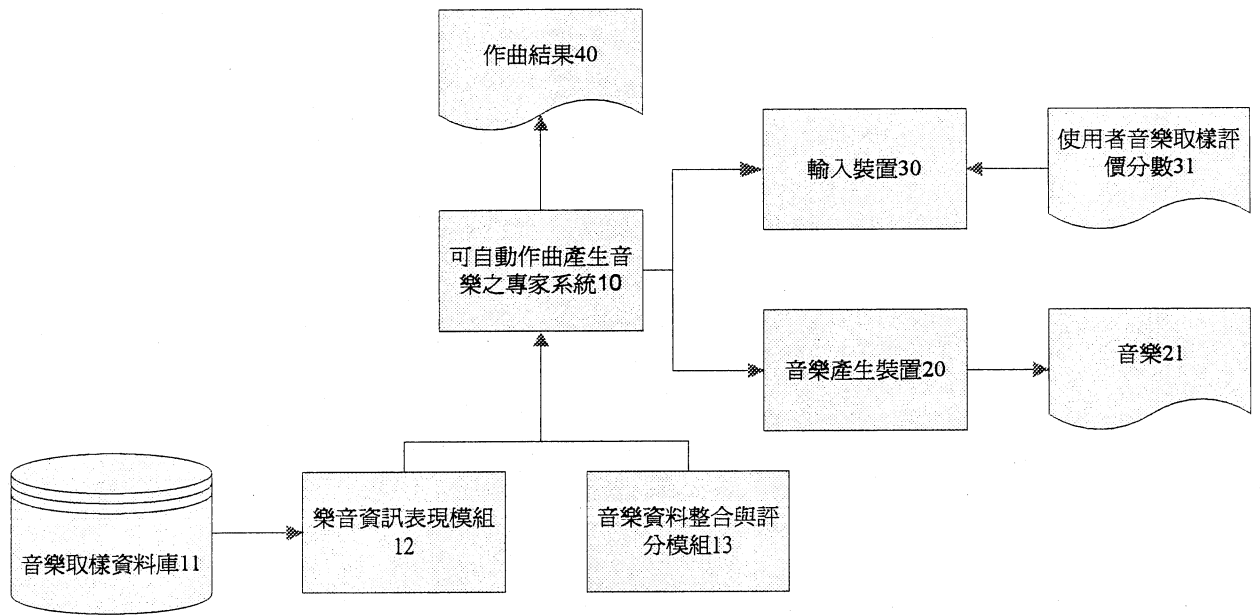 作曲結果40
輸入裝置30
使用者音樂取樣評
價分數31
可自動作曲產生音
樂之專家系統10
音樂產生裝置20
音樂21
音樂取樣資料庫11
樂音資訊表現模組
12
音樂資料整合與評
分模組13